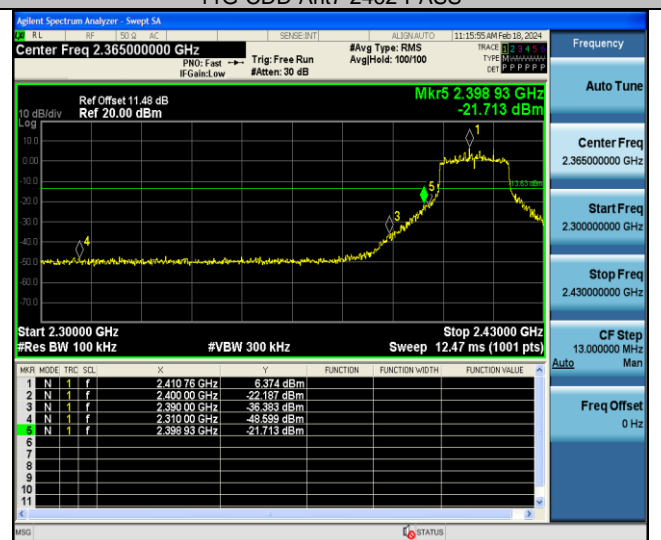 Agilent Spectrum Analyzer - Swept SA
RL RF 50 Ω AC SENSE:INT ALIGN AUTO 11:15:55 AM Feb 18, 2024
Center Freq 2.365000000 GHz
PNO: Fast
IFGain:Low
Trig: Free Run
#Atten: 30 dB
#Avg Type: RMS
Avg|Hold: 100/100
TRACE 1 2 3 4 5 6
TYPE M
DET P P P P P P
Ref Offset 11.48 dB
10 dB/div Ref 20.00 dBm
Log
Mkr5 2.398 93 GHz
-21.713 dBm
10.0
0.00
-10.0
-20.0
-30.0
-40.0
-50.0
-60.0
-70.0
1
5
3
4
-13.63 dBm
Start 2.30000 GHz Stop 2.43000 GHz
#Res BW 100 kHz #VBW 300 kHz Sweep 12.47 ms (1001 pts)
MKR MODE TRC SCL X Y FUNCTION FUNCTION WIDTH FUNCTION VALUE
1 N 1 f 2.410 76 GHz 6.374 dBm
2 N 1 f 2.400 00 GHz -22.187 dBm
3 N 1 f 2.390 00 GHz -36.383 dBm
4 N 1 f 2.310 00 GHz -48.599 dBm
5 N 1 f 2.398 93 GHz -21.713 dBm
6
7
8
9
10
11
MSG STATUS
Frequency
Auto Tune
Center Freq
2.365000000 GHz
Start Freq
2.300000000 GHz
Stop Freq
2.430000000 GHz
CF Step
13.000000 MHz
Auto Man
Freq Offset
0 Hz